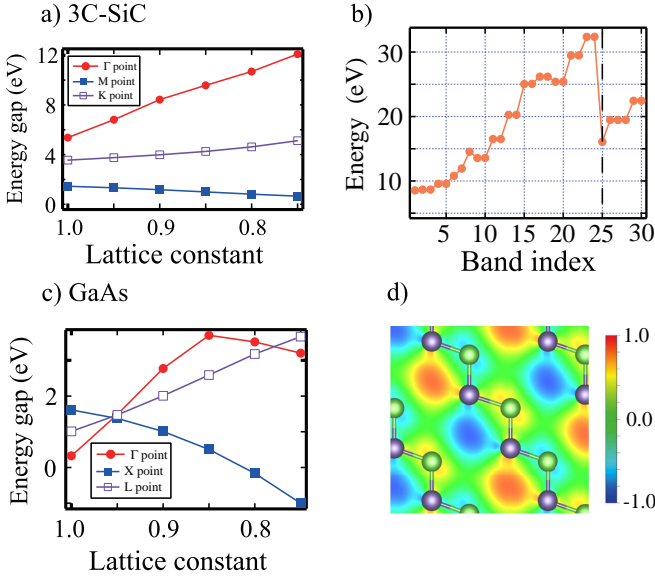 a) 3C-SiC
Energy gap (eV)
12
8
4
0
Γ point
M point
K point
1.0
0.9
0.8
Lattice constant
b)
Energy (eV)
30
20
10
5
10
15
20
25
30
Band index
c) GaAs
Energy gap (eV)
2
0
Γ point
X point
L point
1.0
0.9
0.8
Lattice constant
d)
1.0
0.0
-1.0